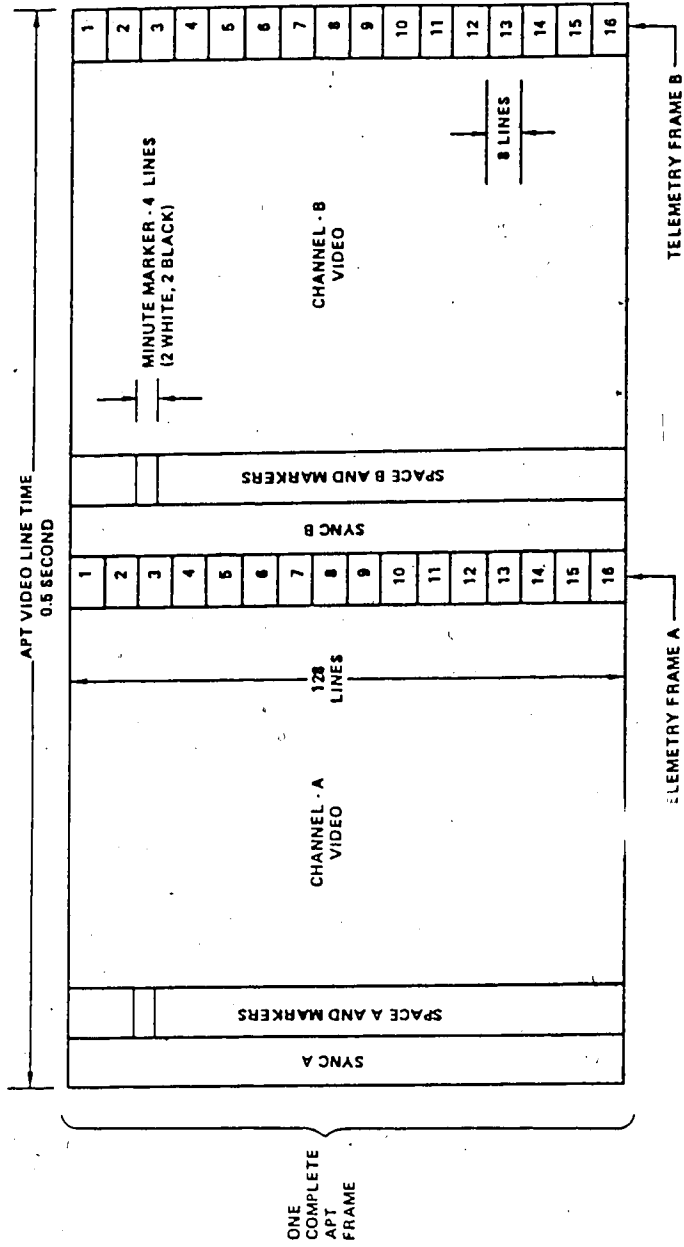 APT VIDEO LINE TIME
0.5 SECOND
ONE
COMPLETE
APT
FRAME
SYNC A
SPACE A AND MARKERS
CHANNEL - A
VIDEO
128
LINES
1
2
3
4
5
6
7
8
9
10
11
12
13
14
15
16
SYNC B
SPACE B AND MARKERS
MINUTE MARKER - 4 LINES
(2 WHITE, 2 BLACK)
CHANNEL - B
VIDEO
8 LINES
1
2
3
4
5
6
7
8
9
10
11
12
13
14
15
16
ELEMETRY FRAME A
TELEMETRY FRAME B